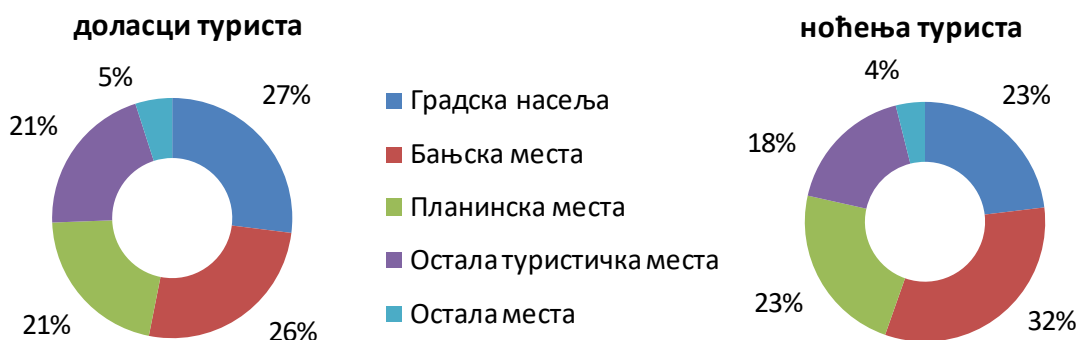 доласци туриста
5%
27%
21%
21%
26%
Градска насеља
Бањска места
Планинска места
Остала туристичка места
Остала места
ноћења туриста
4%
23%
18%
23%
32%